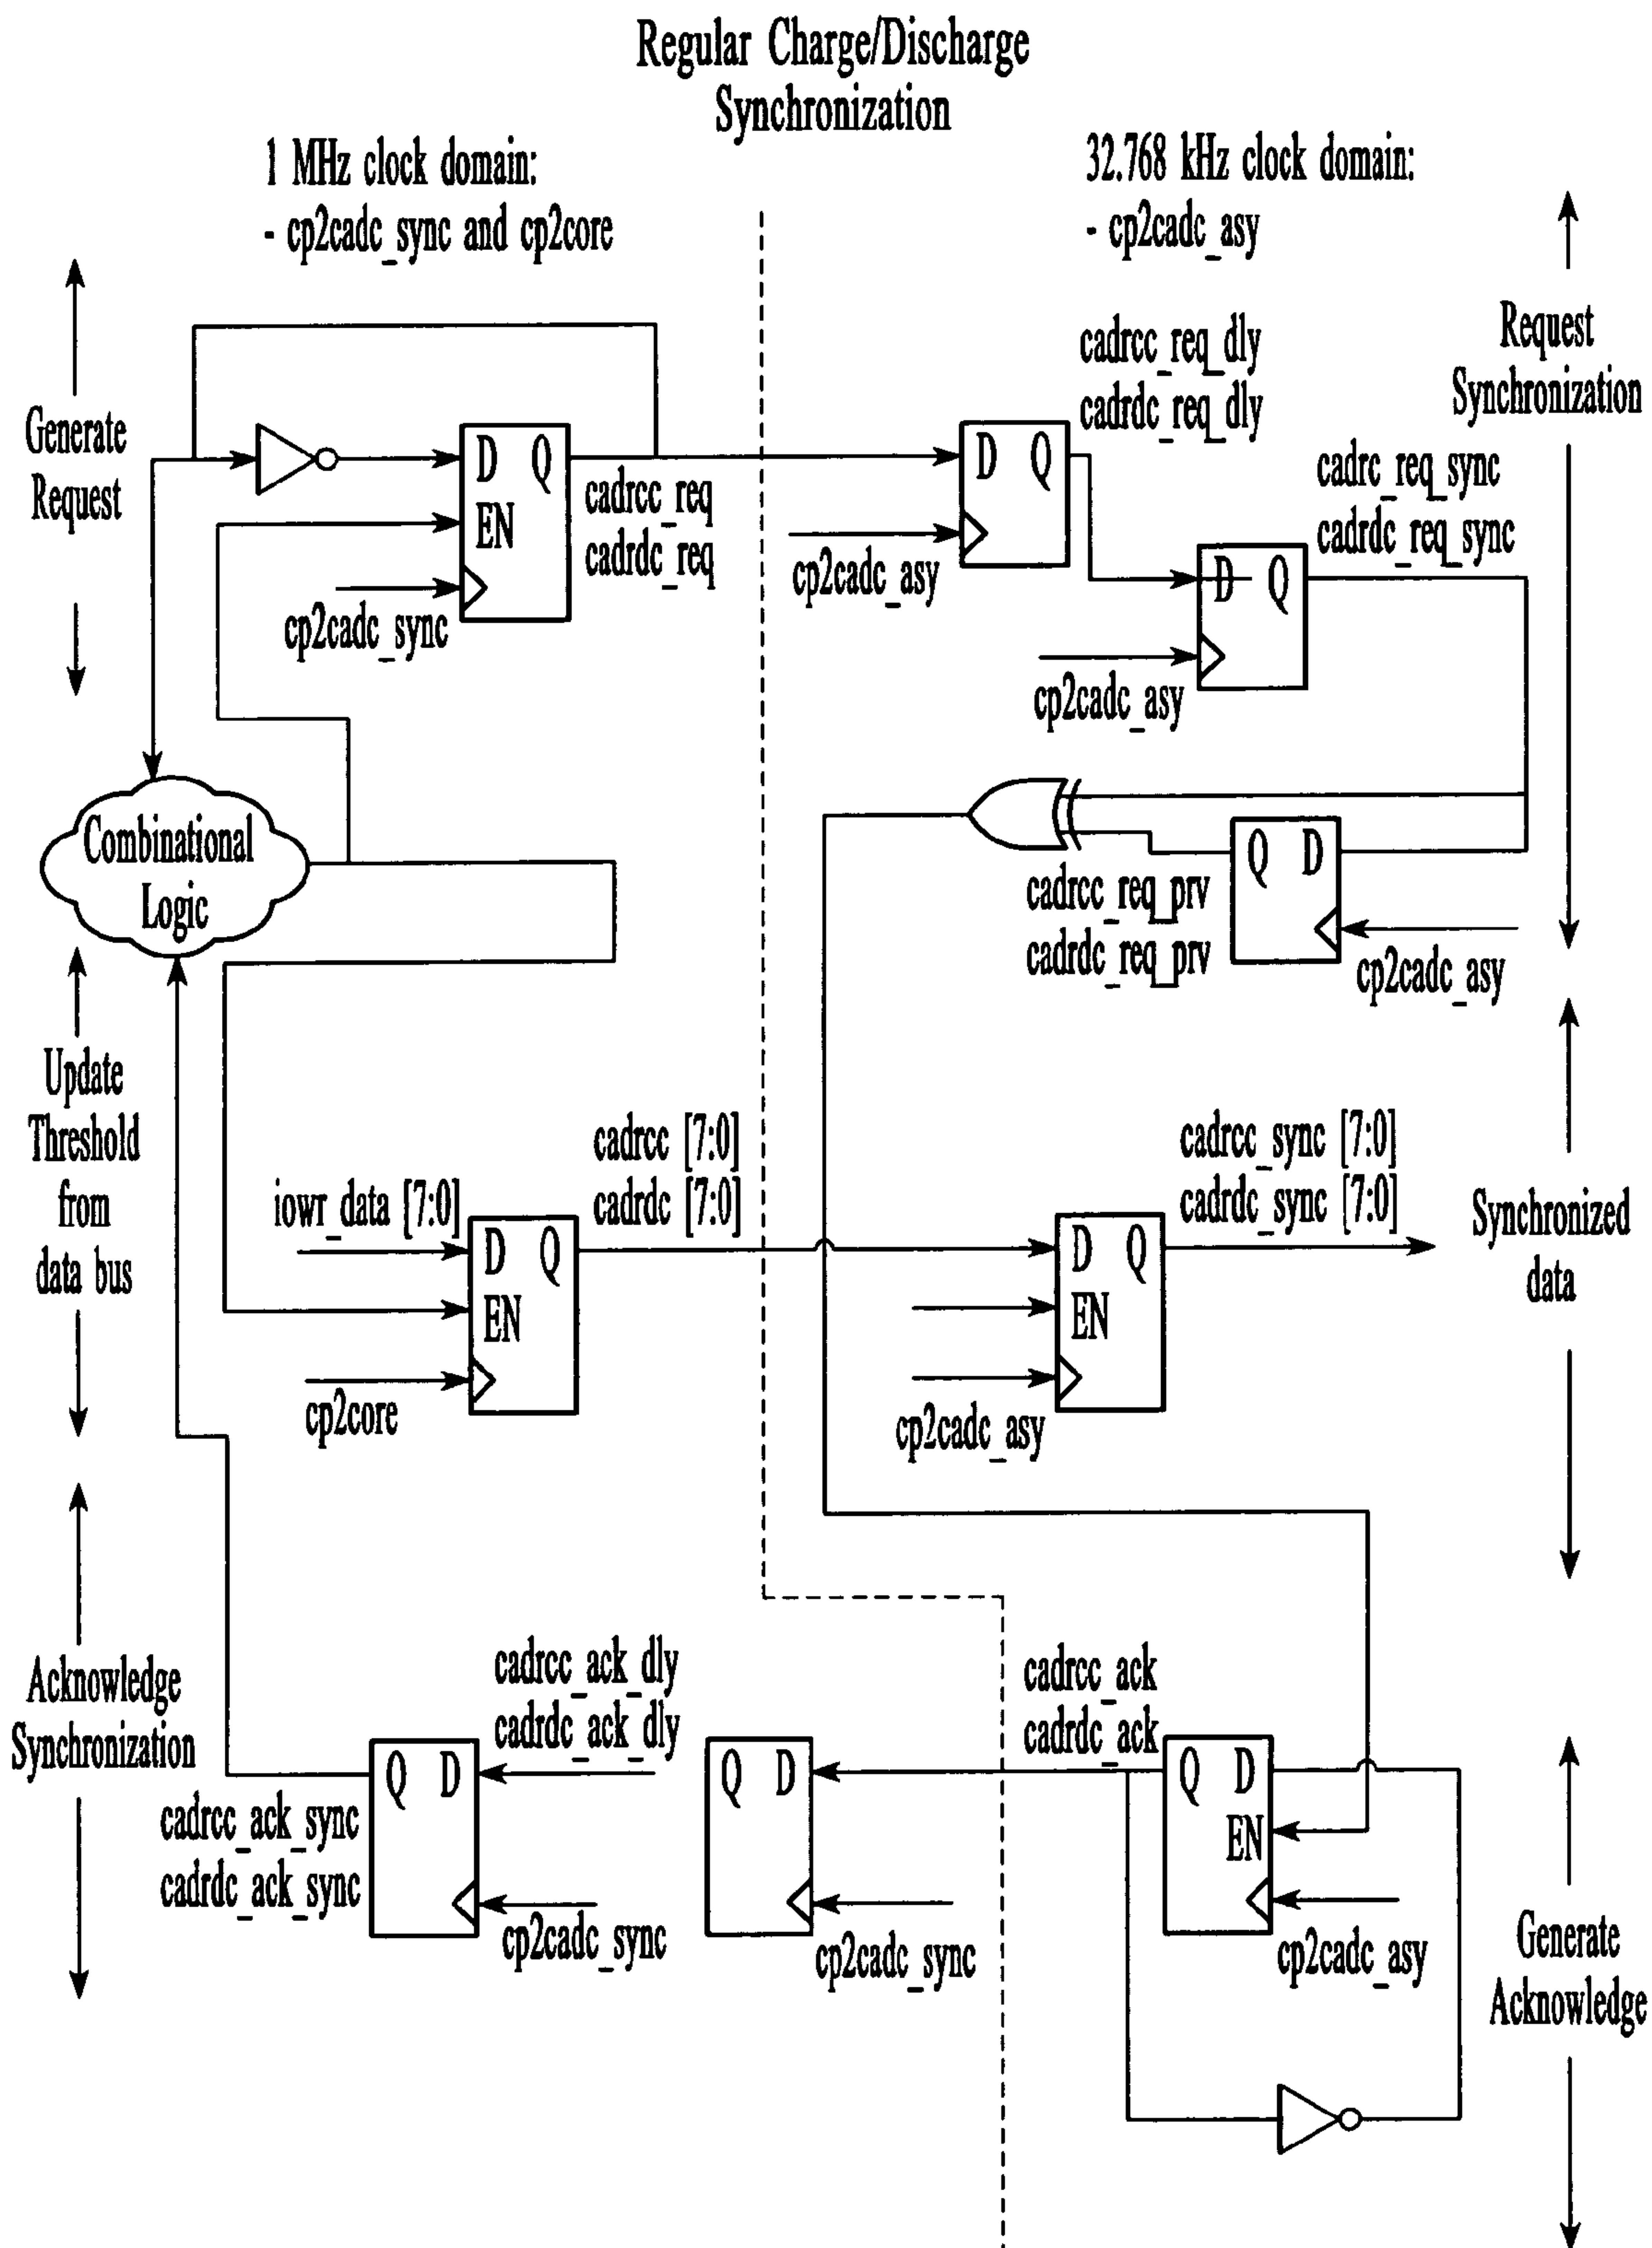 Regular Charge/Discharge
Synchronization
1 MHz clock domain:
- cp2cadc_sync and cp2core
32.768 kHz clock domain:
- cp2cadc_asy
Generate
Request
D Q
EN
cp2cadc_sync
cadrcc_req
cadrdc_req
D Q
cp2cadc_asy
cadrcc_req_dly
cadrdc_req_dly
Request
Synchronization
cadrc_req_sync
cadrdc_req_sync
D Q
cp2cadc_asy
Combinational
Logic
Q D
cadrcc_req_prv
cadrdc_req_prv
cp2cadc_asy
Update
Threshold
from
data bus
iowr_data [7:0]
cadrcc [7:0]
cadrdc [7:0]
D Q
EN
cp2core
cadrcc_sync [7:0]
cadrdc_sync [7:0]
D Q
EN
cp2cadc_asy
Synchronized
data
Acknowledge
Synchronization
cadrcc_ack_dly
cadrdc_ack_dly
Q D
cadrcc_ack_sync
cadrdc_ack_sync
cp2cadc_sync
Q D
cp2cadc_sync
cadrcc_ack
cadrdc_ack
Q D
EN
cp2cadc_asy
Generate
Acknowledge